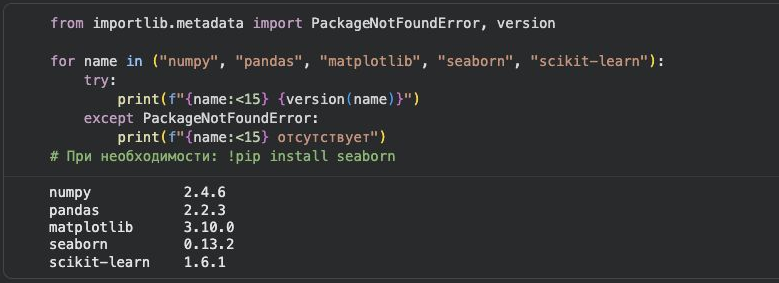 from importlib.metadata import PackageNotFoundError, version
for name in ("numpy", "pandas", "matplotlib", "seaborn", "scikit-learn"):
    try:
        print(f"{name:<15} {version(name)}")
    except PackageNotFoundError:
        print(f"{name:<15} отсутствует")
# При необходимости: !pip install seaborn
numpy           2.4.6
pandas          2.2.3
matplotlib      3.10.0
seaborn         0.13.2
scikit-learn    1.6.1